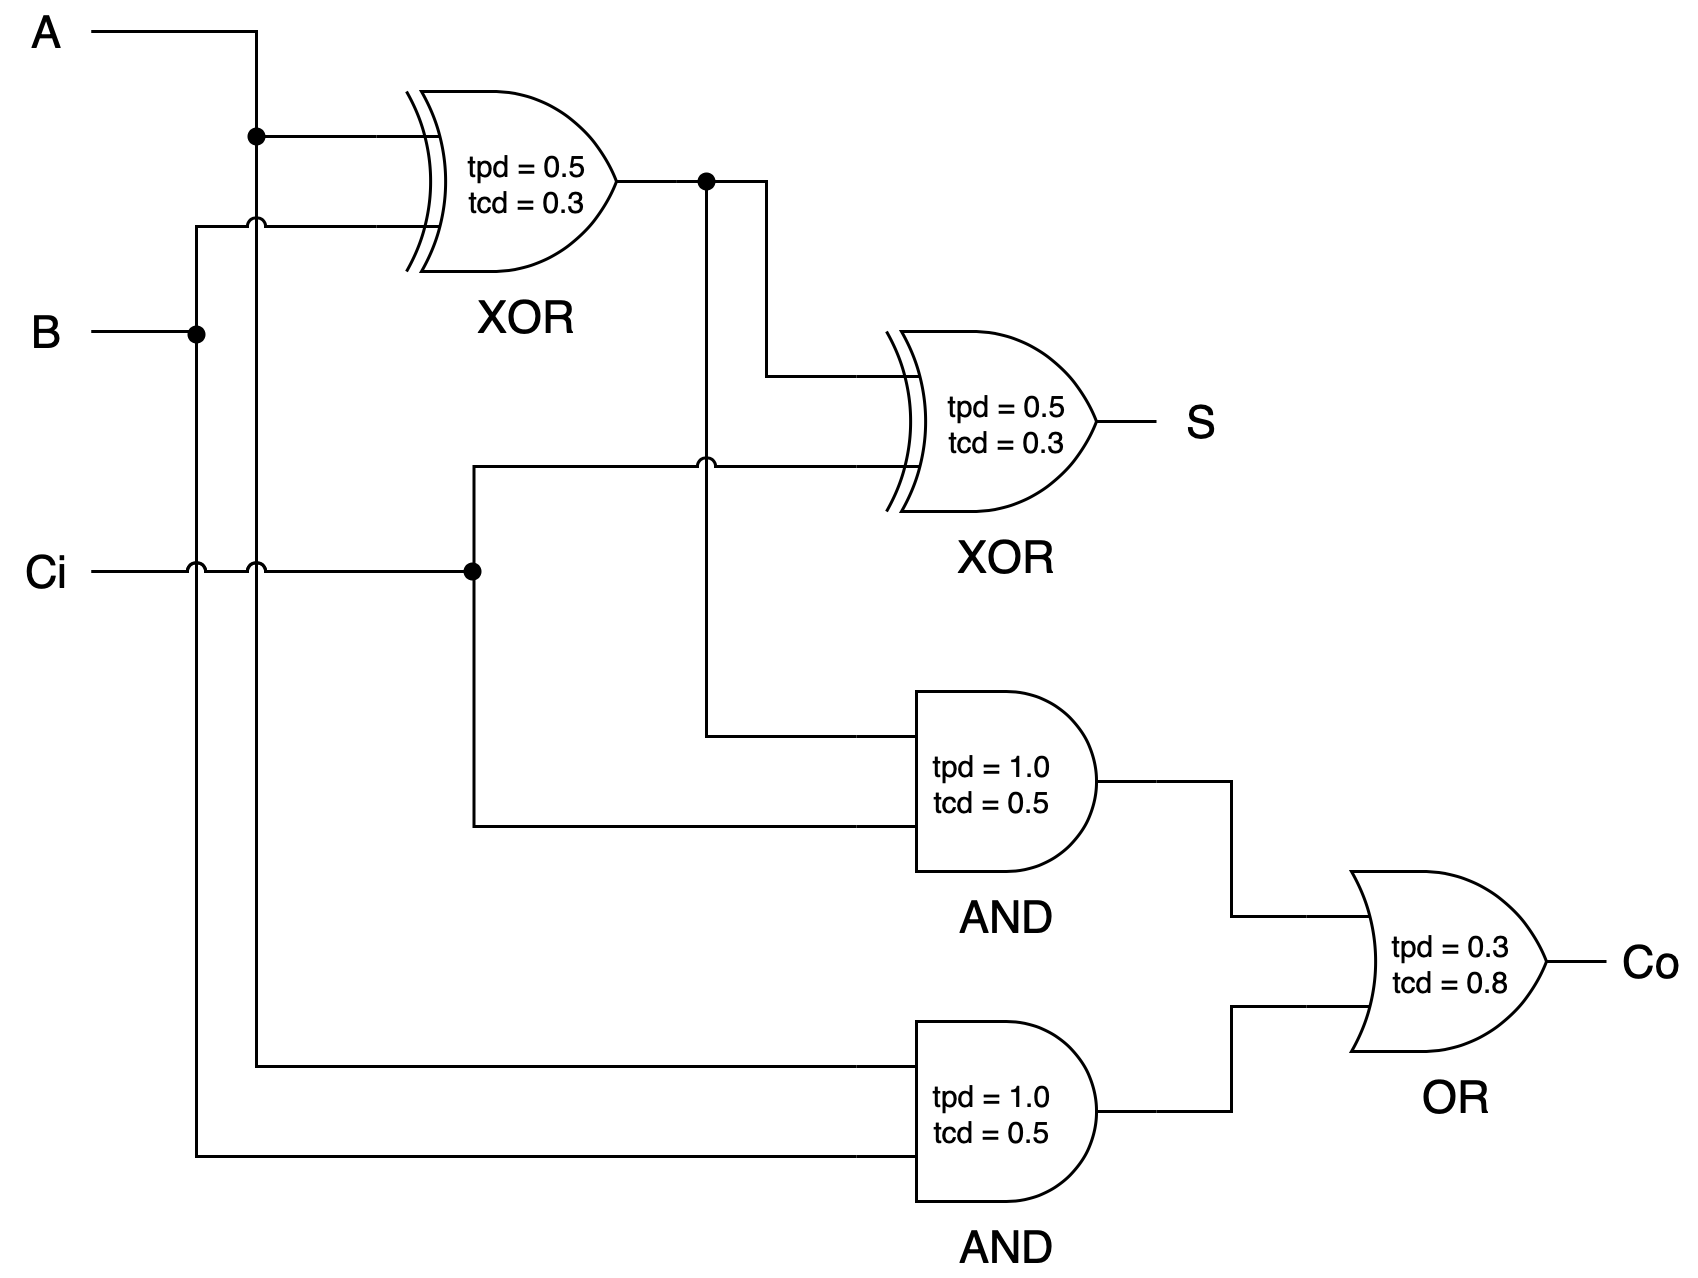 A
tpd = 0.5
tcd = 0.3
XOR
B
tpd = 0.5
tcd = 0.3
S
XOR
Ci
tpd = 1.0
tcd = 0.5
AND
tpd = 0.3
tcd = 0.8
Co
OR
tpd = 1.0
tcd = 0.5
AND